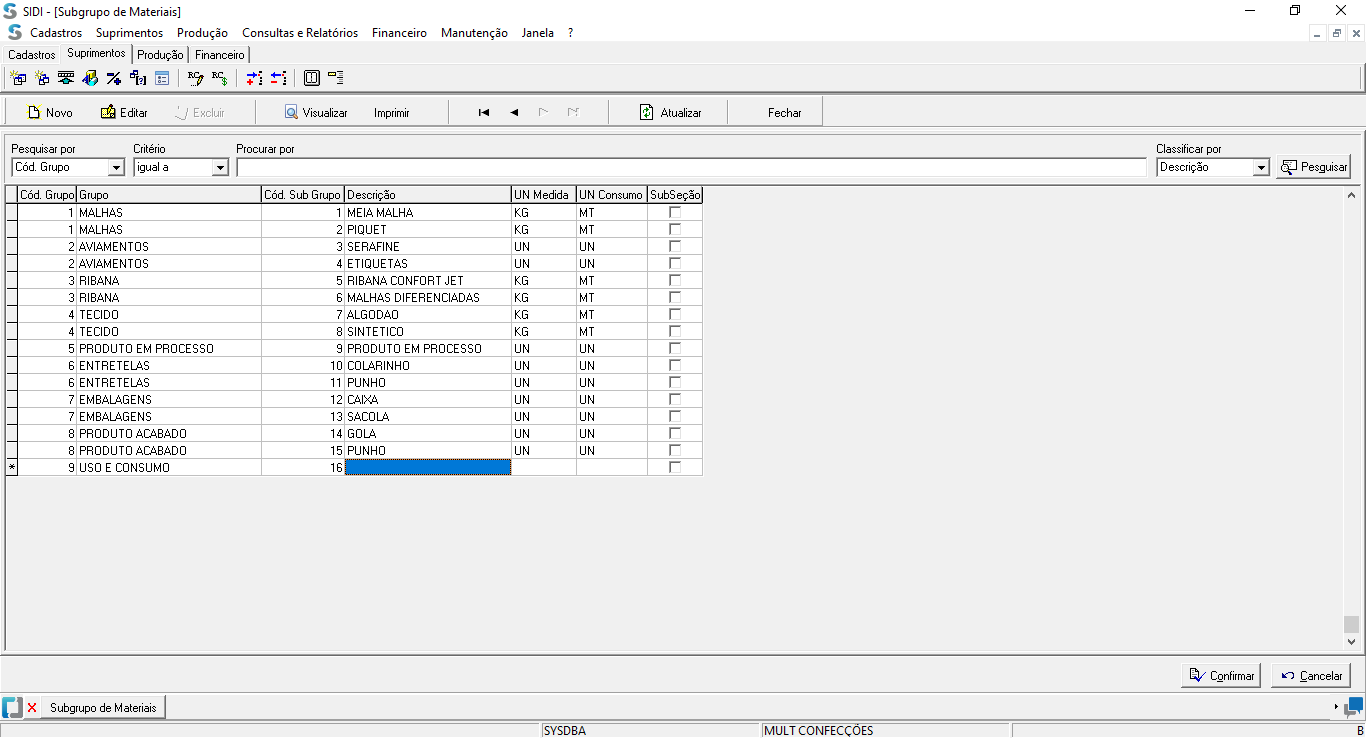 SIDI - [Subgrupo de Materiais]
Cadastros Suprimentos Produção Consultas e Relatórios Financeiro Manutenção Janela ?
Cadastros Suprimentos Produção Financeiro
Novo Editar Excluir Visualizar Imprimir Atualizar Fechar
Pesquisar por Critério Procurar por Classificar por
Cód. Grupo igual a Descrição Pesquisar
Cód. Grupo Grupo Cód. Sub Grupo Descrição UN Medida UN Consumo SubSeção
1 MALHAS 1 MEIA MALHA KG MT
1 MALHAS 2 PIQUET KG MT
2 AVIAMENTOS 3 SERAFINE UN UN
2 AVIAMENTOS 4 ETIQUETAS UN UN
3 RIBANA 5 RIBANA CONFORT JET KG MT
3 RIBANA 6 MALHAS DIFERENCIADAS KG MT
4 TECIDO 7 ALGODAO KG MT
4 TECIDO 8 SINTETICO KG MT
5 PRODUTO EM PROCESSO 9 PRODUTO EM PROCESSO UN UN
6 ENTRETELAS 10 COLARINHO UN UN
6 ENTRETELAS 11 PUNHO UN UN
7 EMBALAGENS 12 CAIXA UN UN
7 EMBALAGENS 13 SACOLA UN UN
8 PRODUTO ACABADO 14 GOLA UN UN
8 PRODUTO ACABADO 15 PUNHO UN UN
* 9 USO E CONSUMO 16
Confirmar Cancelar
Subgrupo de Materiais
SYSDBA MULT CONFECÇÕES B